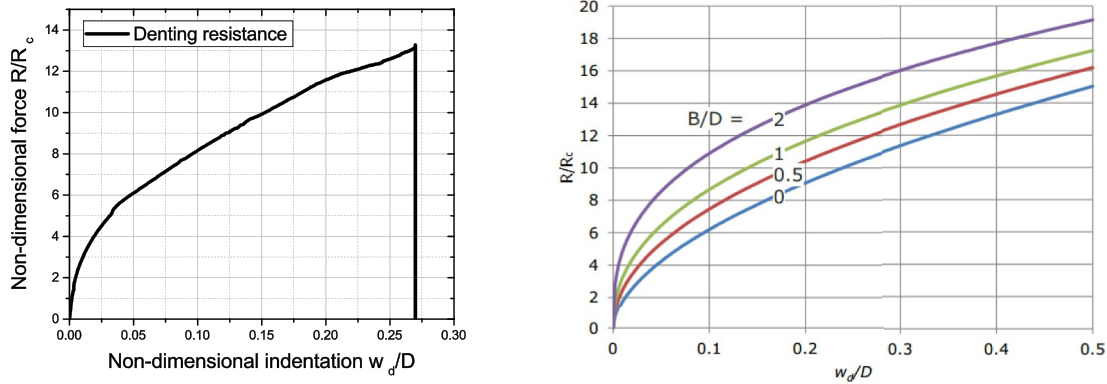 Denting resistance
Non-dimensional force R/R_c
14
12
10
8
6
4
2
0
0.00 0.05 0.10 0.15 0.20 0.25 0.30
Non-dimensional indentation w_d/D
R/Rc
20
18
16
14
12
10
8
6
4
2
0
B/D = 2
1
0.5
0
0 0.1 0.2 0.3 0.4 0.5
w_d/D